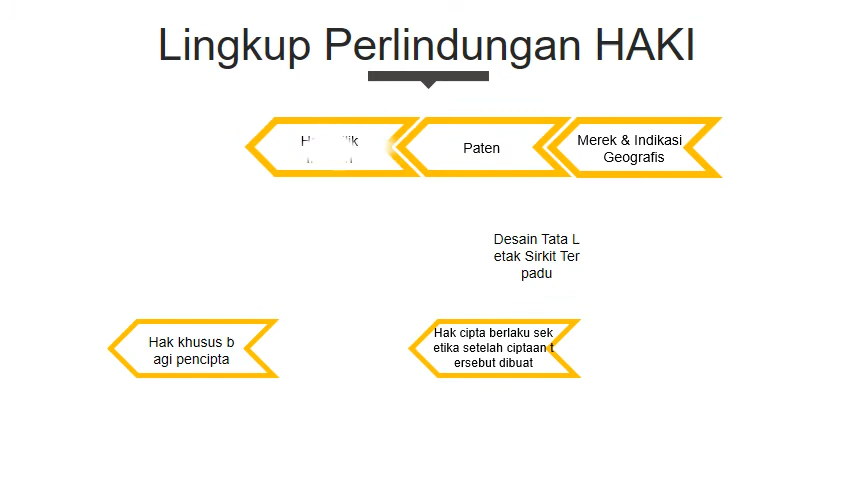 Lingkup Perlindungan HAKI
Paten
Merek & Indikasi
Geografis
Desain Tata L
etak Sirkit Ter
padu
Hak khusus b
agi pencipta
Hak cipta berlaku sek
etika setelah ciptaan t
ersebut dibuat